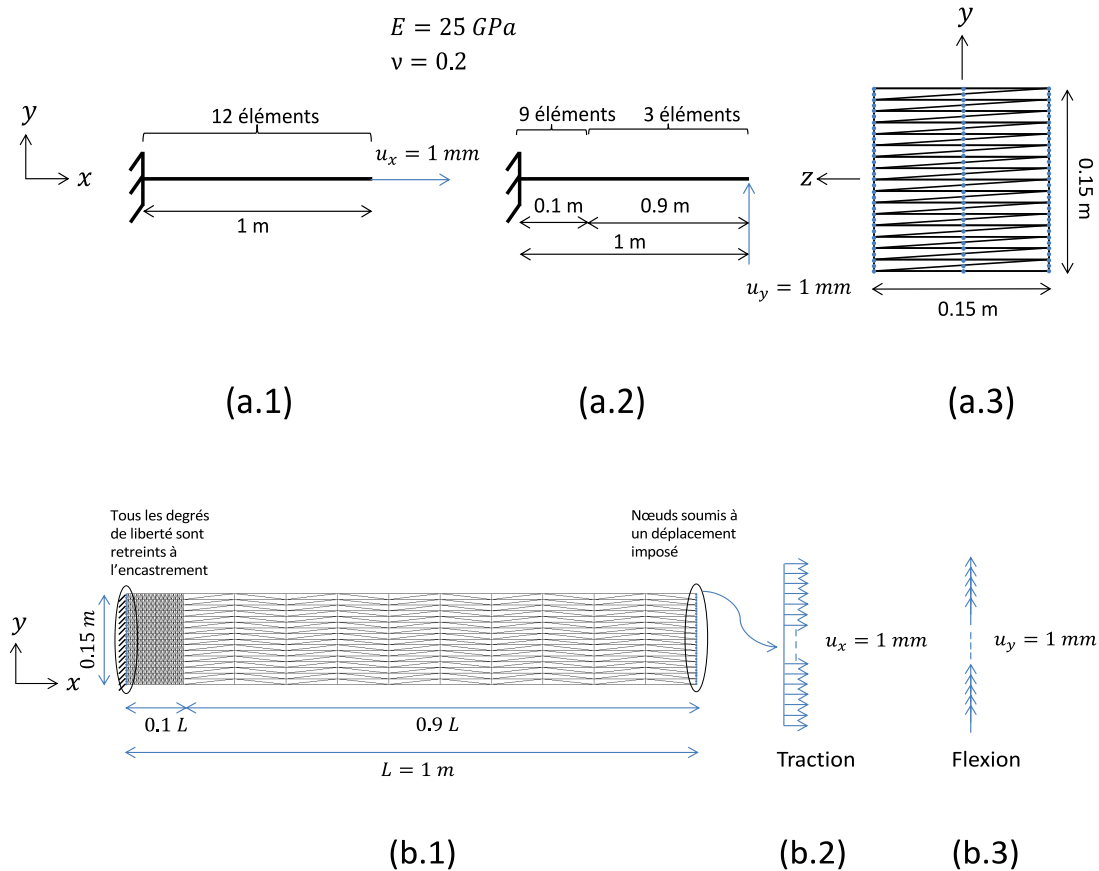 E = 25 GPa
ν = 0.2
y
x
12 éléments
u_x = 1 mm
1 m
(a.1)
9 éléments
3 éléments
0.1 m
0.9 m
1 m
u_y = 1 mm
(a.2)
y
z
0.15 m
0.15 m
(a.3)
Tous les degrés
de liberté sont
retreints à
l'encastrement
Nœuds soumis à
un déplacement
imposé
y
x
0.15 m
0.1 L
0.9 L
L = 1 m
(b.1)
u_x = 1 mm
Traction
(b.2)
u_y = 1 mm
Flexion
(b.3)